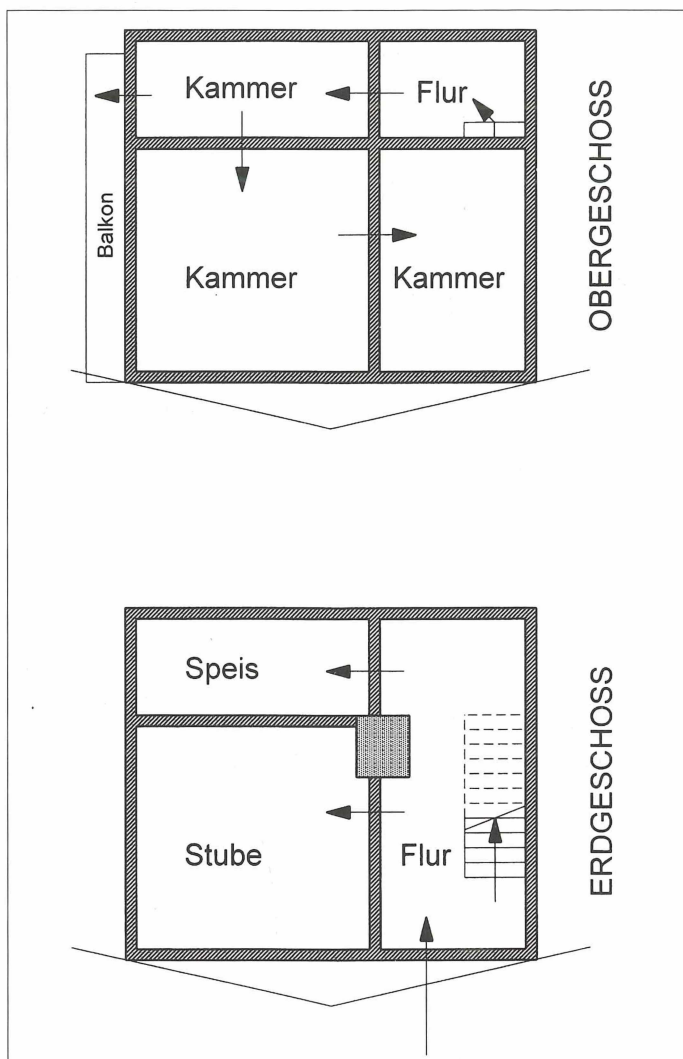 Kammer
Flur
Balkon
Kammer
Kammer
OBERGESCHOSS
Speis
Stube
Flur
ERDGESCHOSS